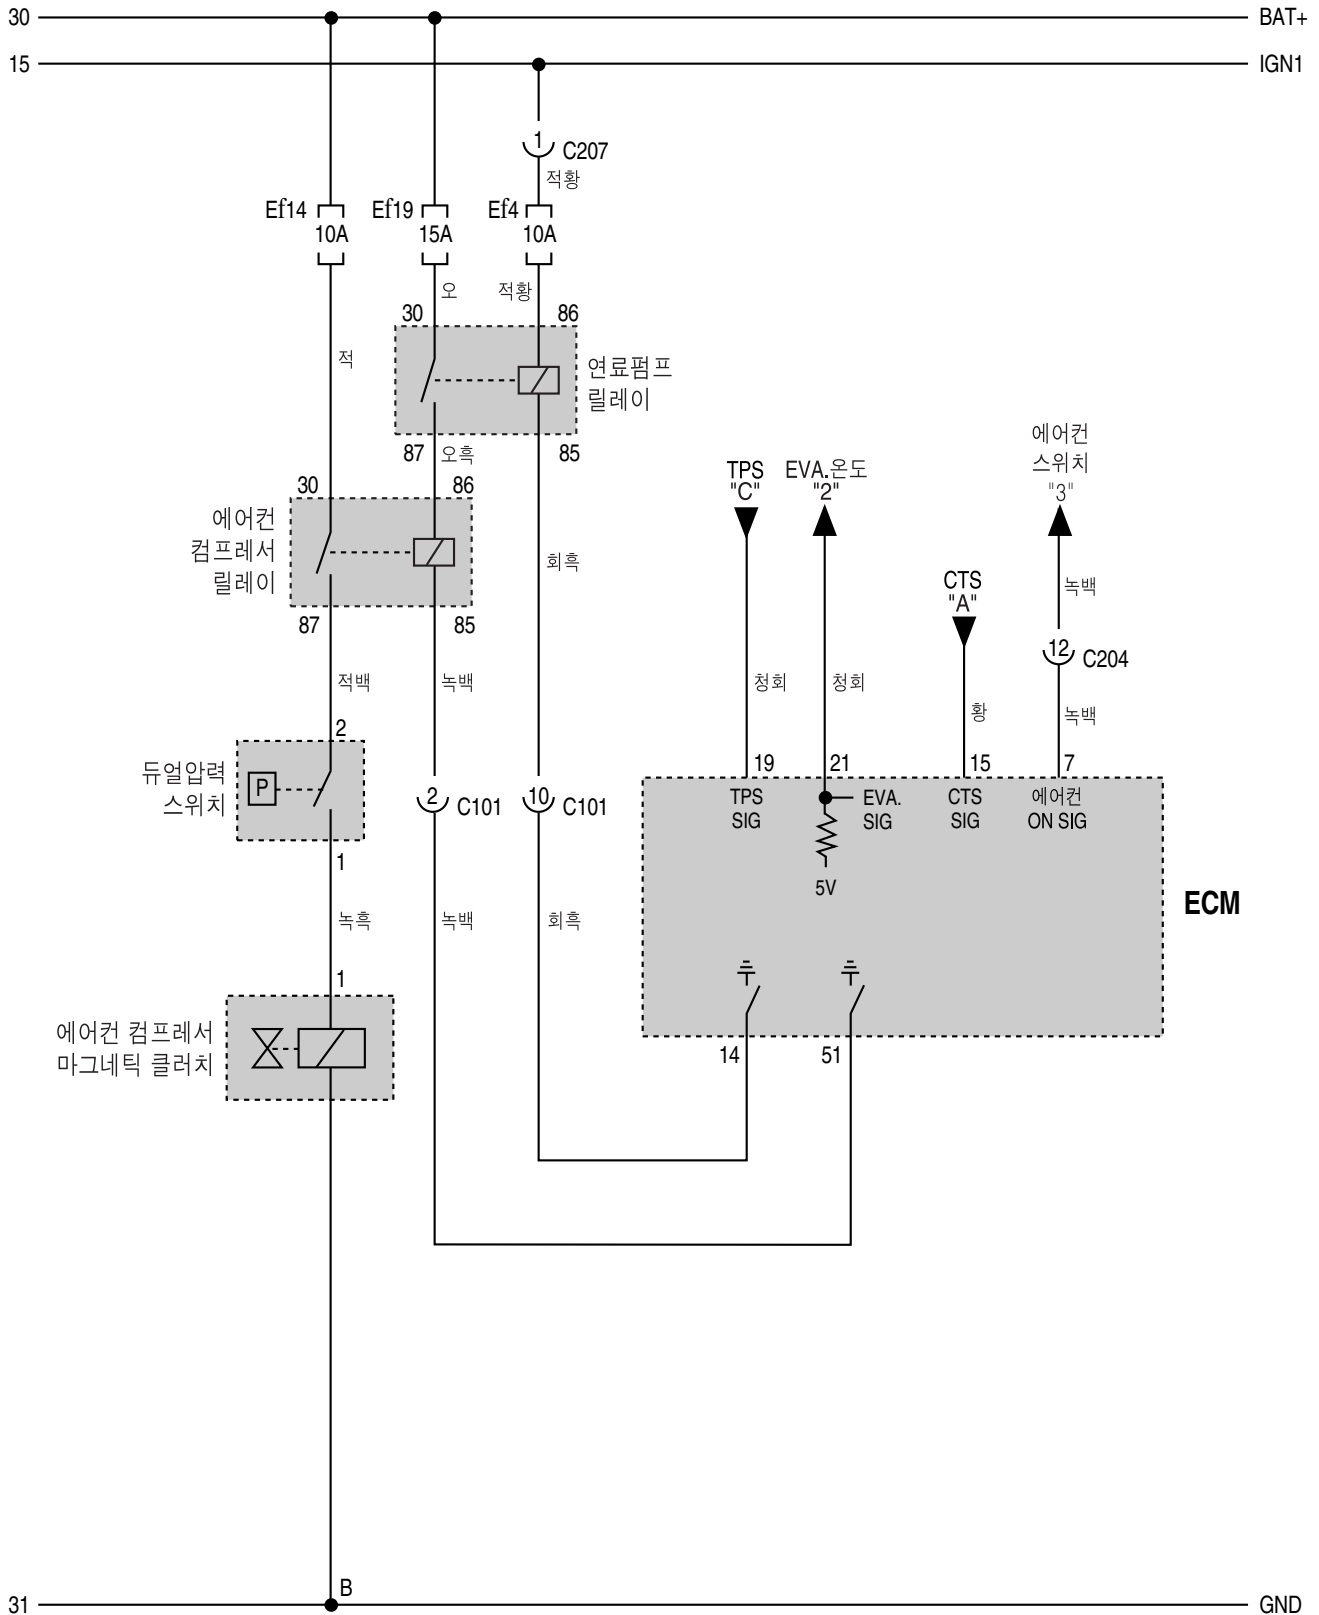 30 BAT+
15 IGN1
1 C207
적황
Ef14 Ef19 Ef4
10A 15A 10A
오 적황
30 86
적
연료펌프
릴레이
87 오흑 85
30 86
에어컨
컴프레서
릴레이
87 85
회흑
TPS
"C"
EVA.온도
"2"
에어컨
스위치
"3"
녹백
CTS
"A"
12 C204
적백 녹백 청회 청회 황 녹백
2
듀얼압력
스위치
P
1
2 C101 10 C101
19 21 15 7
TPS
SIG
EVA.
SIG
CTS
SIG
에어컨
ON SIG
5V
ECM
녹흑 녹백 회흑
1
에어컨 컴프레서
마그네틱 클러치
14 51
B
31 GND